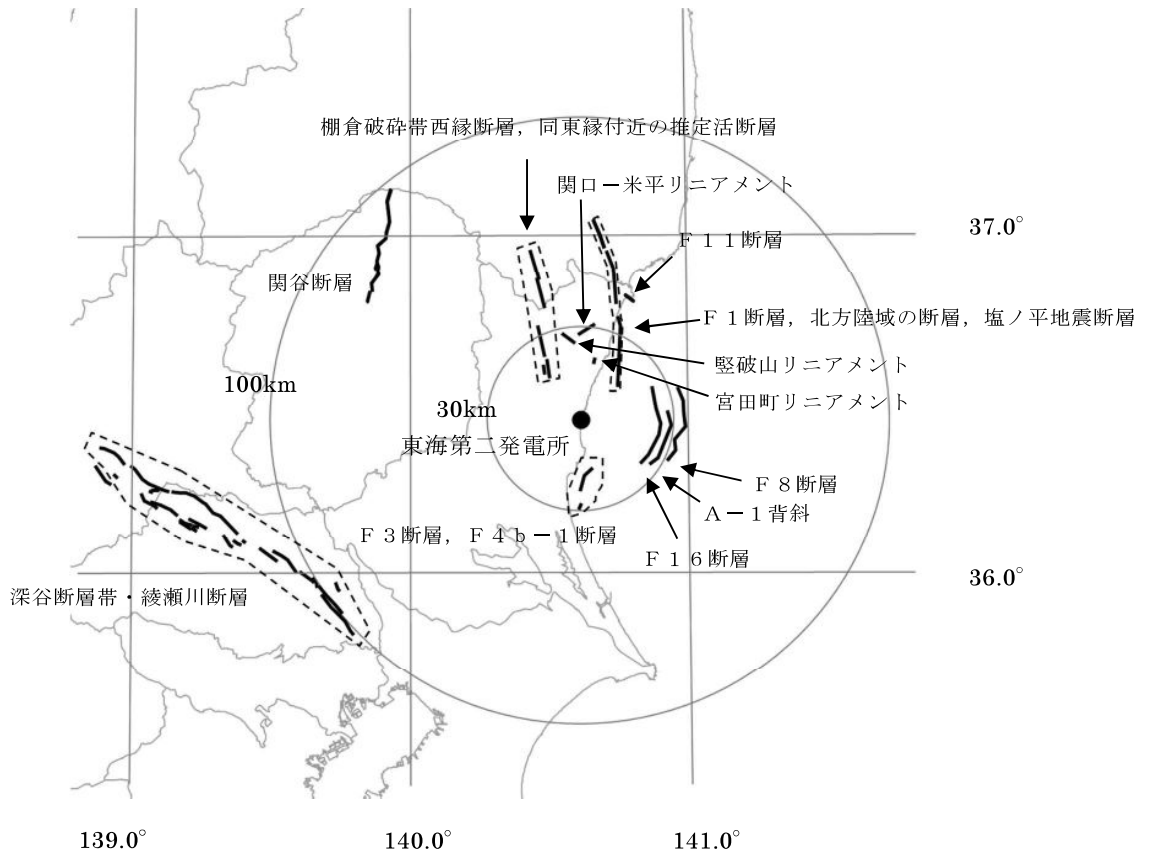 棚倉破砕帯西縁断層，同東縁付近の推定活断層
関口－米平リニアメント
37.0°
Ｆ１１断層
関谷断層
Ｆ１断層，北方陸域の断層，塩ノ平地震断層
竪破山リニアメント
100km
宮田町リニアメント
30km
東海第二発電所
Ｆ８断層
Ａ－１背斜
Ｆ３断層，Ｆ４ｂ－１断層
Ｆ１６断層
36.0°
深谷断層帯・綾瀬川断層
139.0°
140.0°
141.0°